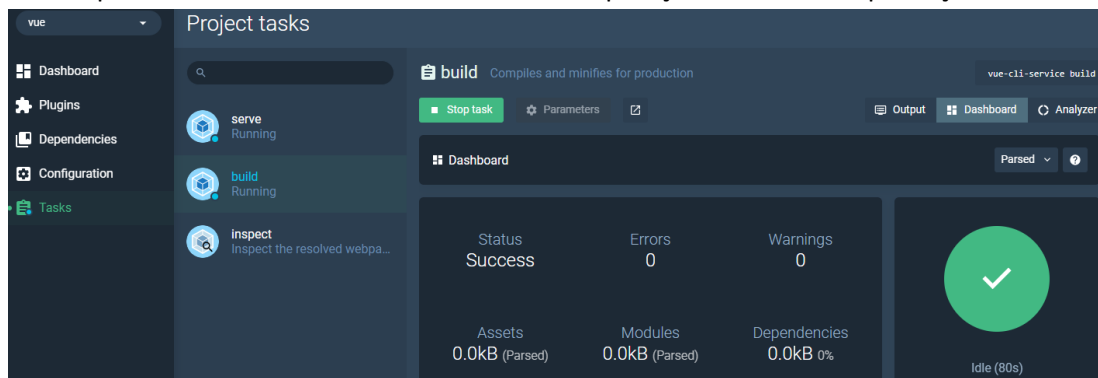 vue
Project tasks
Dashboard
Plugins
Dependencies
Configuration
Tasks
serve
Running
build
Running
inspect
Inspect the resolved webpa...
build Compiles and minifies for production
vue-cli-service build
Stop task
Parameters
Output
Dashboard
Analyzer
Dashboard
Parsed
?
Status
Success
Errors
0
Warnings
0
Assets
0.0kB (Parsed)
Modules
0.0kB (Parsed)
Dependencies
0.0kB 0%
Idle (80s)